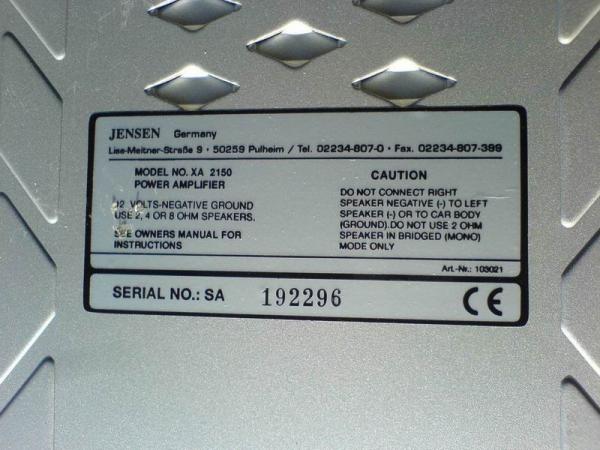 JENSEN Germany
Lise-Meitner-Straße 9 · 50259 Pulheim / Tel. 02234-807-0 · Fax. 02234-807-399
MODEL NO. XA 2150
POWER AMPLIFIER
12 VOLTS-NEGATIVE GROUND
USE 2, 4 OR 8 OHM SPEAKERS.
SEE OWNERS MANUAL FOR
INSTRUCTIONS
CAUTION
DO NOT CONNECT RIGHT
SPEAKER NEGATIVE (-) TO LEFT
SPEAKER (-) OR TO CAR BODY
(GROUND).DO NOT USE 2 OHM
SPEAKER IN BRIDGED (MONO)
MODE ONLY
Art.-Nr.: 103021
SERIAL NO.: SA 192296 CE